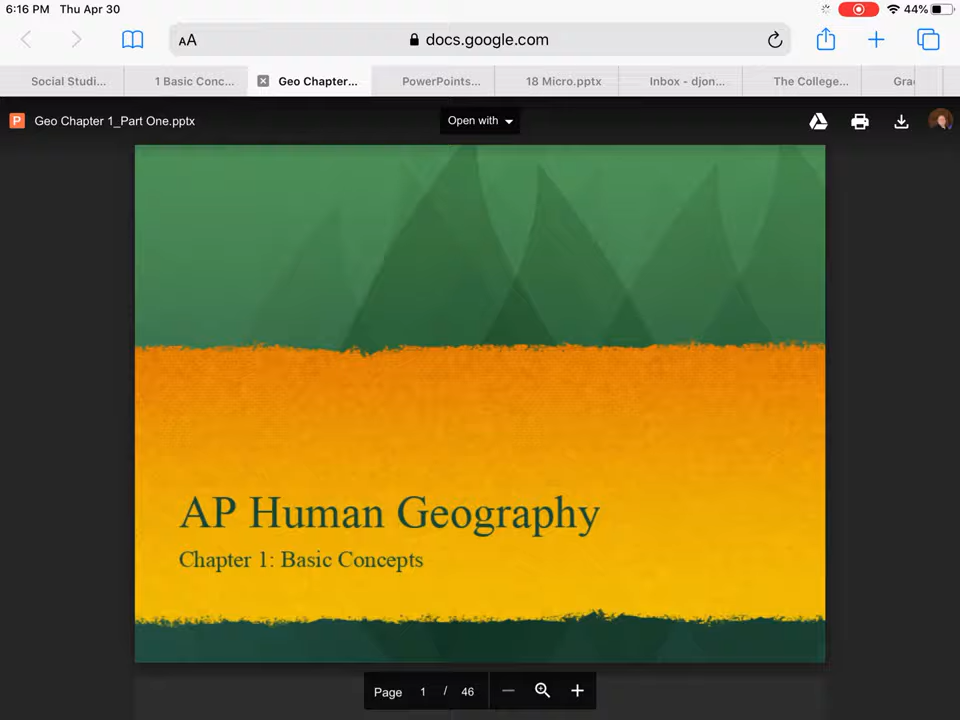 6:16 PM Thu Apr 30
44%
AA
docs.google.com
Social Studi...
1 Basic Conc...
Geo Chapter...
PowerPoints...
18 Micro.pptx
Inbox - djon...
The College...
Gra
P
Geo Chapter 1_Part One.pptx
Open with
AP Human Geography
Chapter 1: Basic Concepts
Page 1 / 46